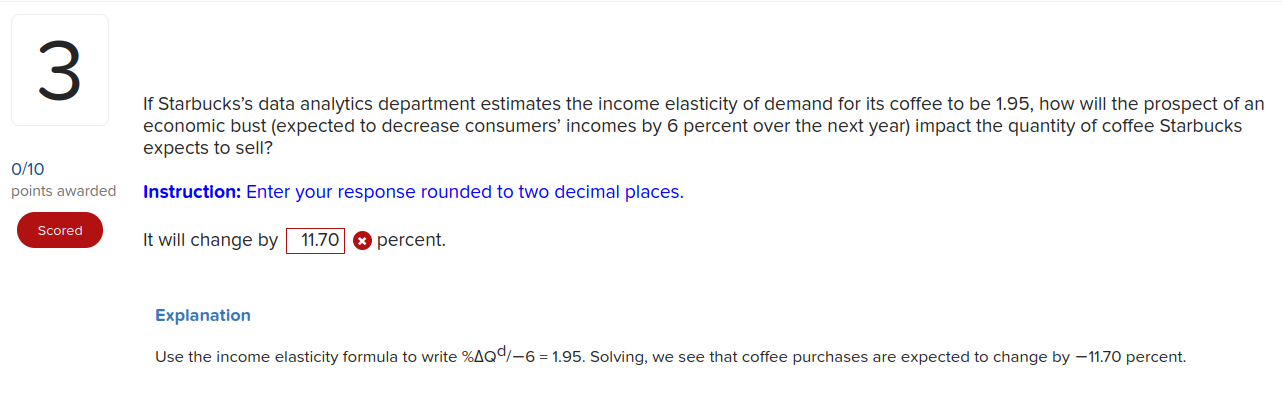 3
If Starbucks’s data analytics department estimates the income elasticity of demand for its coffee to be 1.95, how will the prospect of an
economic bust (expected to decrease consumers’ incomes by 6 percent over the next year) impact the quantity of coffee Starbucks
expects to sell?
0/10
points awarded
Scored
Instruction: Enter your response rounded to two decimal places.
It will change by 11.70 percent.
Explanation
Use the income elasticity formula to write %ΔQᵈ/−6 = 1.95. Solving, we see that coffee purchases are expected to change by −11.70 percent.